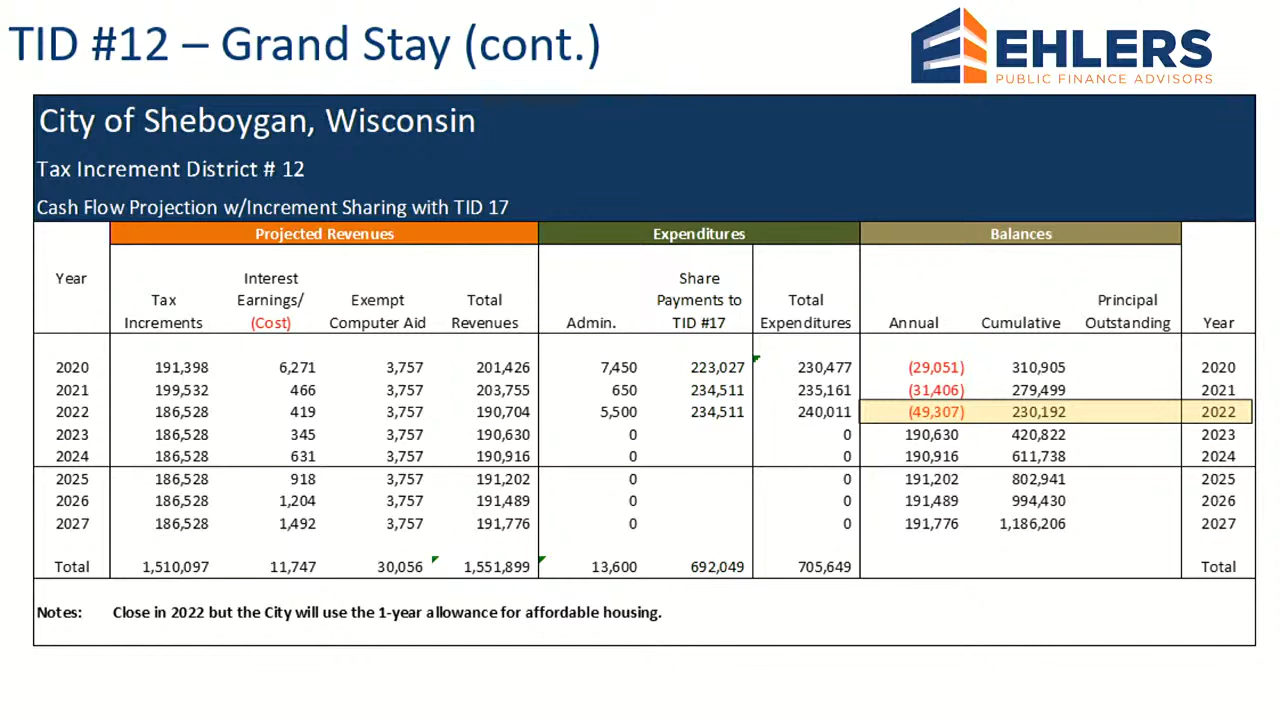 TID #12 – Grand Stay (cont.)
EHLERS
PUBLIC FINANCE ADVISORS
City of Sheboygan, Wisconsin
Tax Increment District # 12
Cash Flow Projection w/Increment Sharing with TID 17
Projected Revenues Expenditures Balances
Year Interest Share
Tax Earnings/ Exempt Total Payments to Total Principal
Increments (Cost) Computer Aid Revenues Admin. TID #17 Expenditures Annual Cumulative Outstanding Year
2020 191,398 6,271 3,757 201,426 7,450 223,027 230,477 (29,051) 310,905 2020
2021 199,532 466 3,757 203,755 650 234,511 235,161 (31,406) 279,499 2021
2022 186,528 419 3,757 190,704 5,500 234,511 240,011 (49,307) 230,192 2022
2023 186,528 345 3,757 190,630 0 0 190,630 420,822 2023
2024 186,528 631 3,757 190,916 0 0 190,916 611,738 2024
2025 186,528 918 3,757 191,202 0 0 191,202 802,941 2025
2026 186,528 1,204 3,757 191,489 0 0 191,489 994,430 2026
2027 186,528 1,492 3,757 191,776 0 0 191,776 1,186,206 2027
Total 1,510,097 11,747 30,056 1,551,899 13,600 692,049 705,649 Total
Notes: Close in 2022 but the City will use the 1-year allowance for affordable housing.